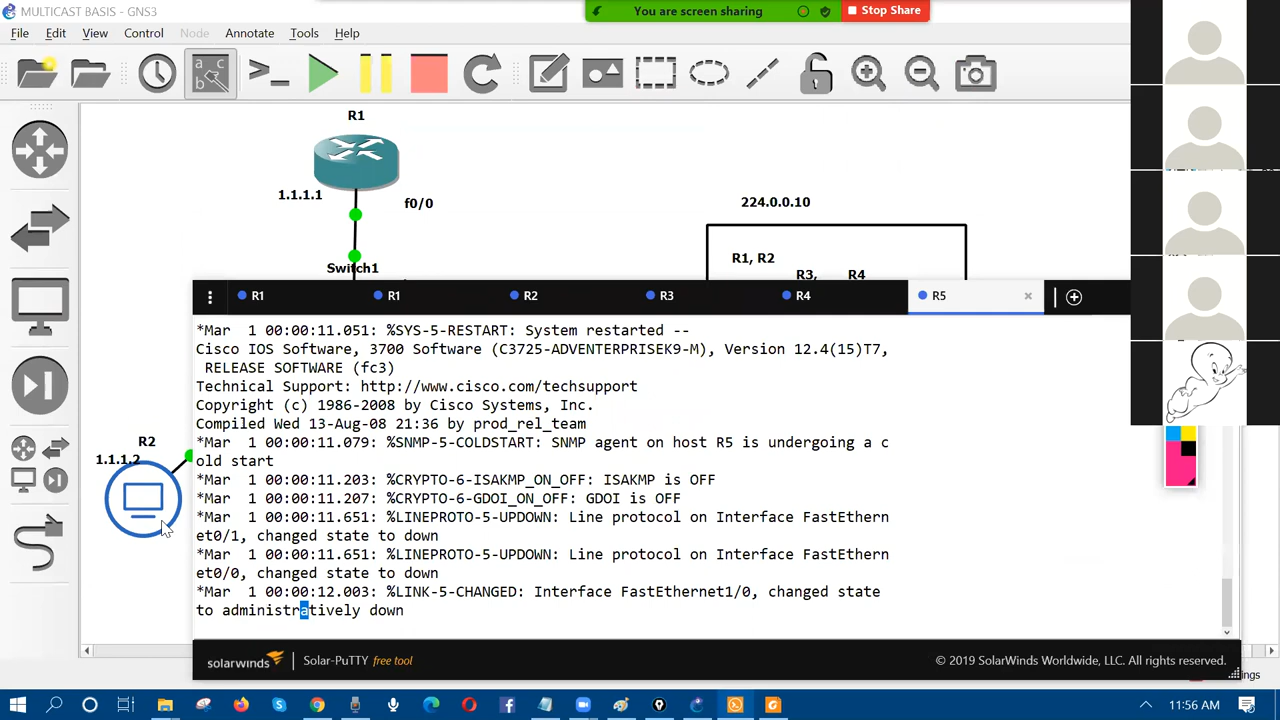 MULTICAST BASIS - GNS3
You are screen sharing
Stop Share
File Edit View Control Node Annotate Tools Help
a c
b
R1
1.1.1.1
f0/0
224.0.0.10
R1, R2
R3, R4
Switch1
R1 R1 R2 R3 R4 R5
*Mar 1 00:00:11.051: %SYS-5-RESTART: System restarted --
Cisco IOS Software, 3700 Software (C3725-ADVENTERPRISEK9-M), Version 12.4(15)T7,
RELEASE SOFTWARE (fc3)
Technical Support: http://www.cisco.com/techsupport
Copyright (c) 1986-2008 by Cisco Systems, Inc.
Compiled Wed 13-Aug-08 21:36 by prod_rel_team
*Mar 1 00:00:11.079: %SNMP-5-COLDSTART: SNMP agent on host R5 is undergoing a c
old start
*Mar 1 00:00:11.203: %CRYPTO-6-ISAKMP_ON_OFF: ISAKMP is OFF
*Mar 1 00:00:11.207: %CRYPTO-6-GDOI_ON_OFF: GDOI is OFF
*Mar 1 00:00:11.651: %LINEPROTO-5-UPDOWN: Line protocol on Interface FastEthern
et0/1, changed state to down
*Mar 1 00:00:11.651: %LINEPROTO-5-UPDOWN: Line protocol on Interface FastEthern
et0/0, changed state to down
*Mar 1 00:00:12.003: %LINK-5-CHANGED: Interface FastEthernet1/0, changed state
to administratively down
R2
1.1.1.2
solarwinds Solar-PuTTY free tool
© 2019 SolarWinds Worldwide, LLC. All rights reserved.
ings
11:56 AM